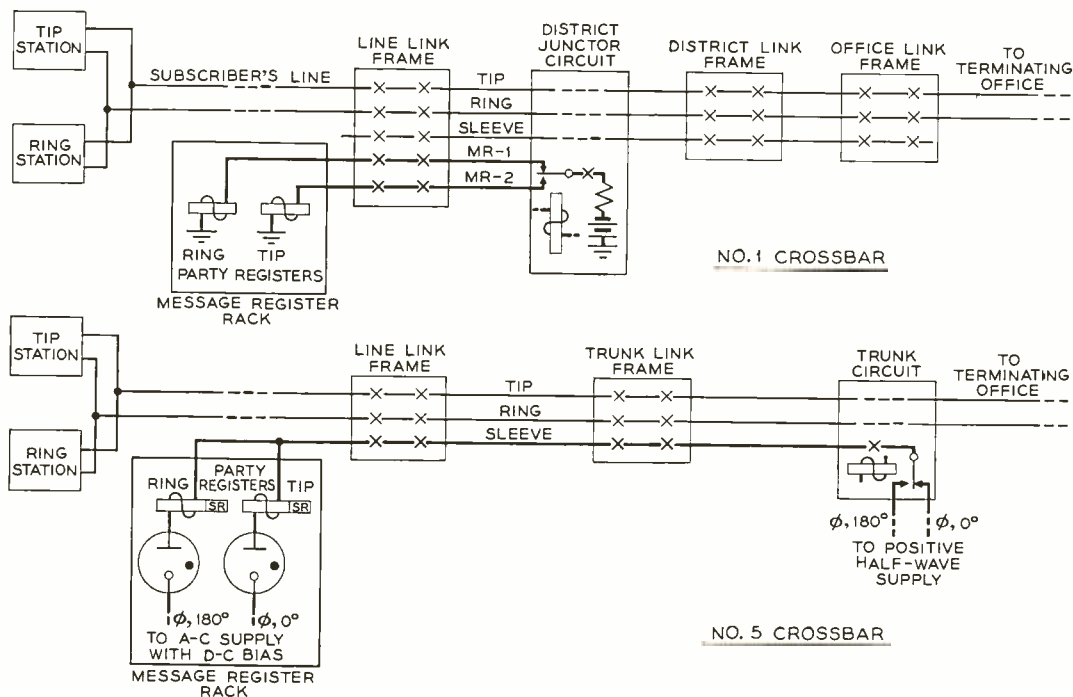 TIP
STATION
RING
STATION
SUBSCRIBER'S LINE
LINE LINK
FRAME
TIP
RING
SLEEVE
MR-1
MR-2
DISTRICT
JUNCTOR
CIRCUIT
DISTRICT LINK
FRAME
OFFICE LINK
FRAME
TO
TERMINATING
OFFICE
RING TIP
PARTY REGISTERS
MESSAGE REGISTER
RACK
NO.1 CROSSBAR
TIP
STATION
RING
STATION
LINE LINK
FRAME
TIP
RING
SLEEVE
TRUNK LINK
FRAME
TRUNK
CIRCUIT
TO
TERMINATING
OFFICE
PARTY
RING REGISTERS TIP
SR SR
ϕ,180° ϕ,0°
TO A-C SUPPLY
WITH D-C BIAS
MESSAGE REGISTER
RACK
ϕ,180° ϕ,0°
TO POSITIVE
HALF-WAVE
SUPPLY
NO. 5 CROSSBAR